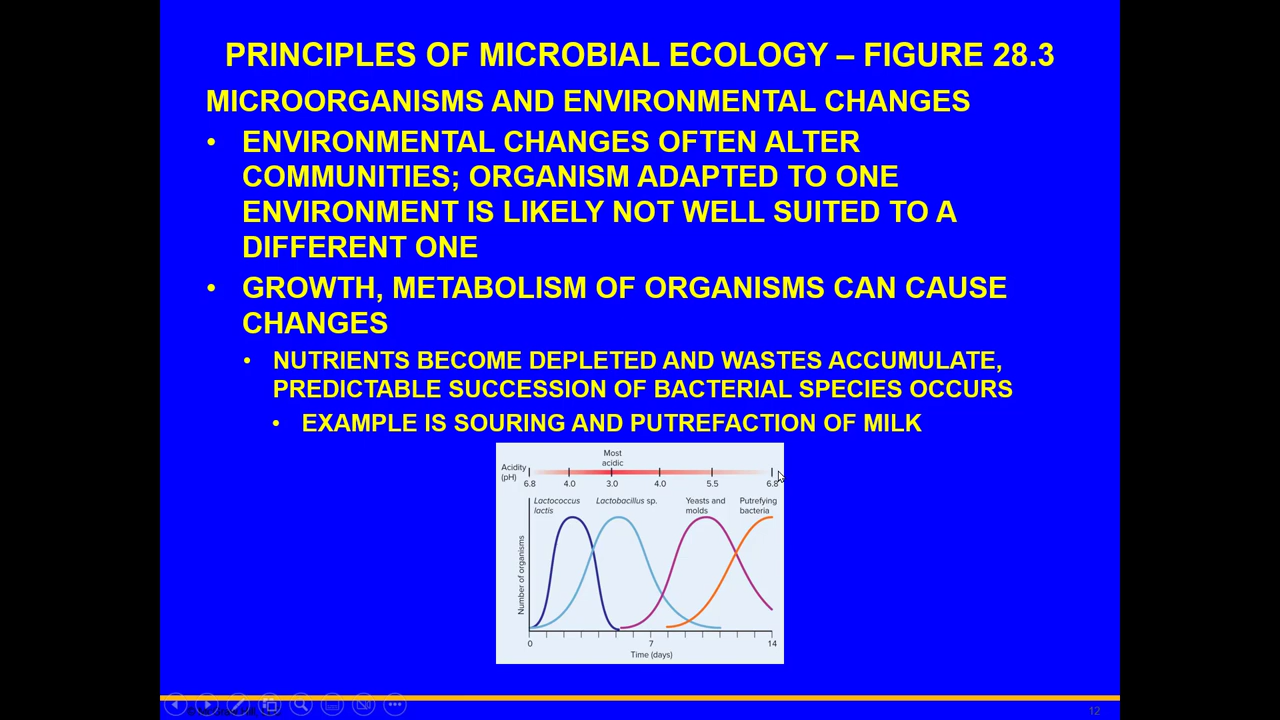 PRINCIPLES OF MICROBIAL ECOLOGY – FIGURE 28.3
MICROORGANISMS AND ENVIRONMENTAL CHANGES
• ENVIRONMENTAL CHANGES OFTEN ALTER
COMMUNITIES; ORGANISM ADAPTED TO ONE
ENVIRONMENT IS LIKELY NOT WELL SUITED TO A
DIFFERENT ONE
• GROWTH, METABOLISM OF ORGANISMS CAN CAUSE
CHANGES
• NUTRIENTS BECOME DEPLETED AND WASTES ACCUMULATE,
PREDICTABLE SUCCESSION OF BACTERIAL SPECIES OCCURS
• EXAMPLE IS SOURING AND PUTREFACTION OF MILK
Most
acidic
Acidity
(pH)
6.8 4.0 3.0 4.0 5.5 6.8
Lactococcus
lactis
Lactobacillus sp.
Yeasts and
molds
Putrefying
bacteria
Number of organisms
0 7 14
Time (days)
12